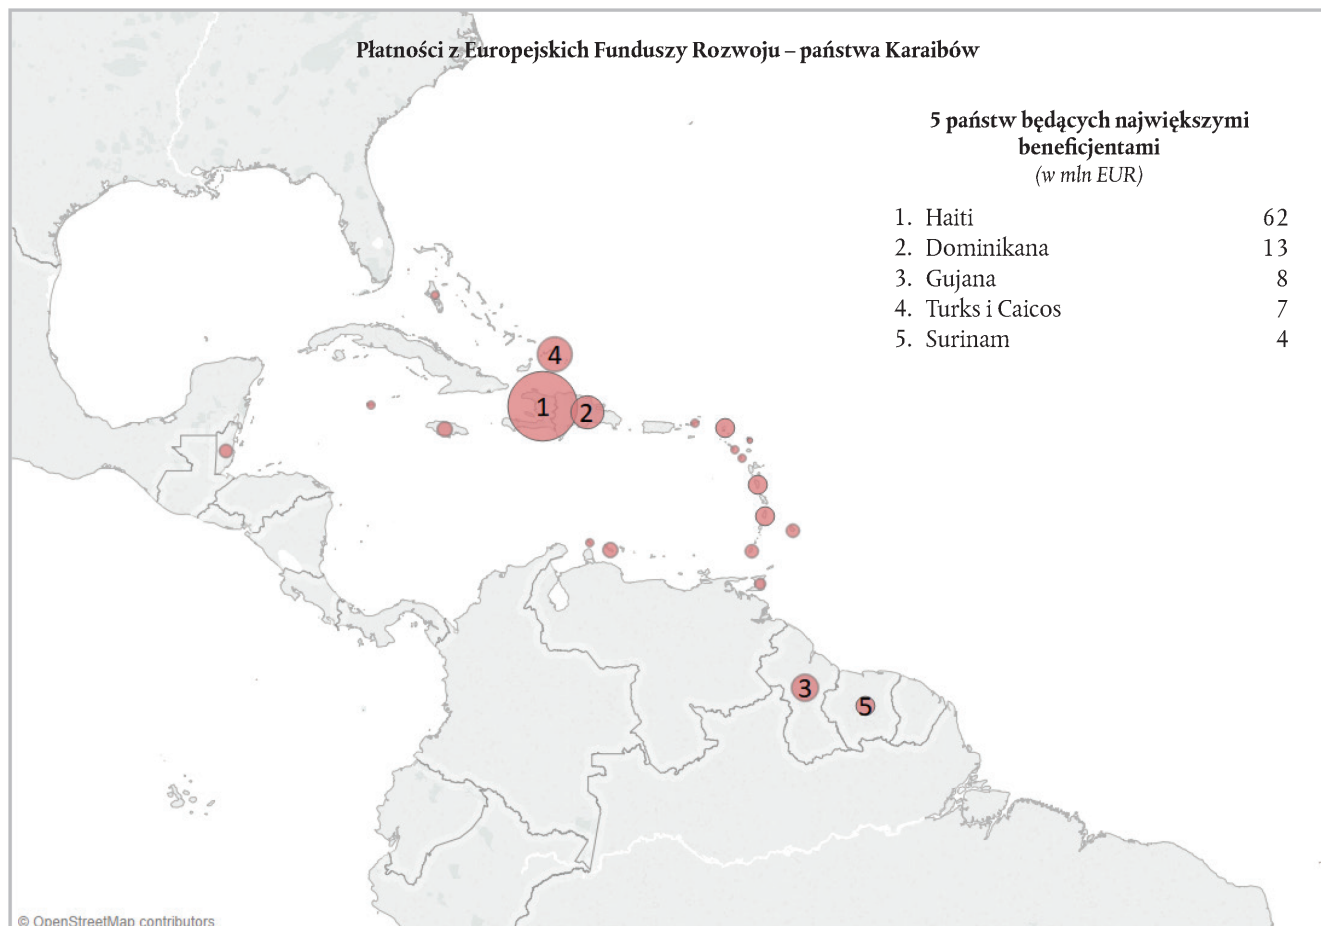 Płatności z Europejskich Funduszy Rozwoju – państwa Karaibów
5 państw będących największymi
beneficjentami
(w mln EUR)
1. Haiti 62
2. Dominikana 13
3. Gujana 8
4. Turks i Caicos 7
5. Surinam 4
4
1
2
3
5
© OpenStreetMap contributors